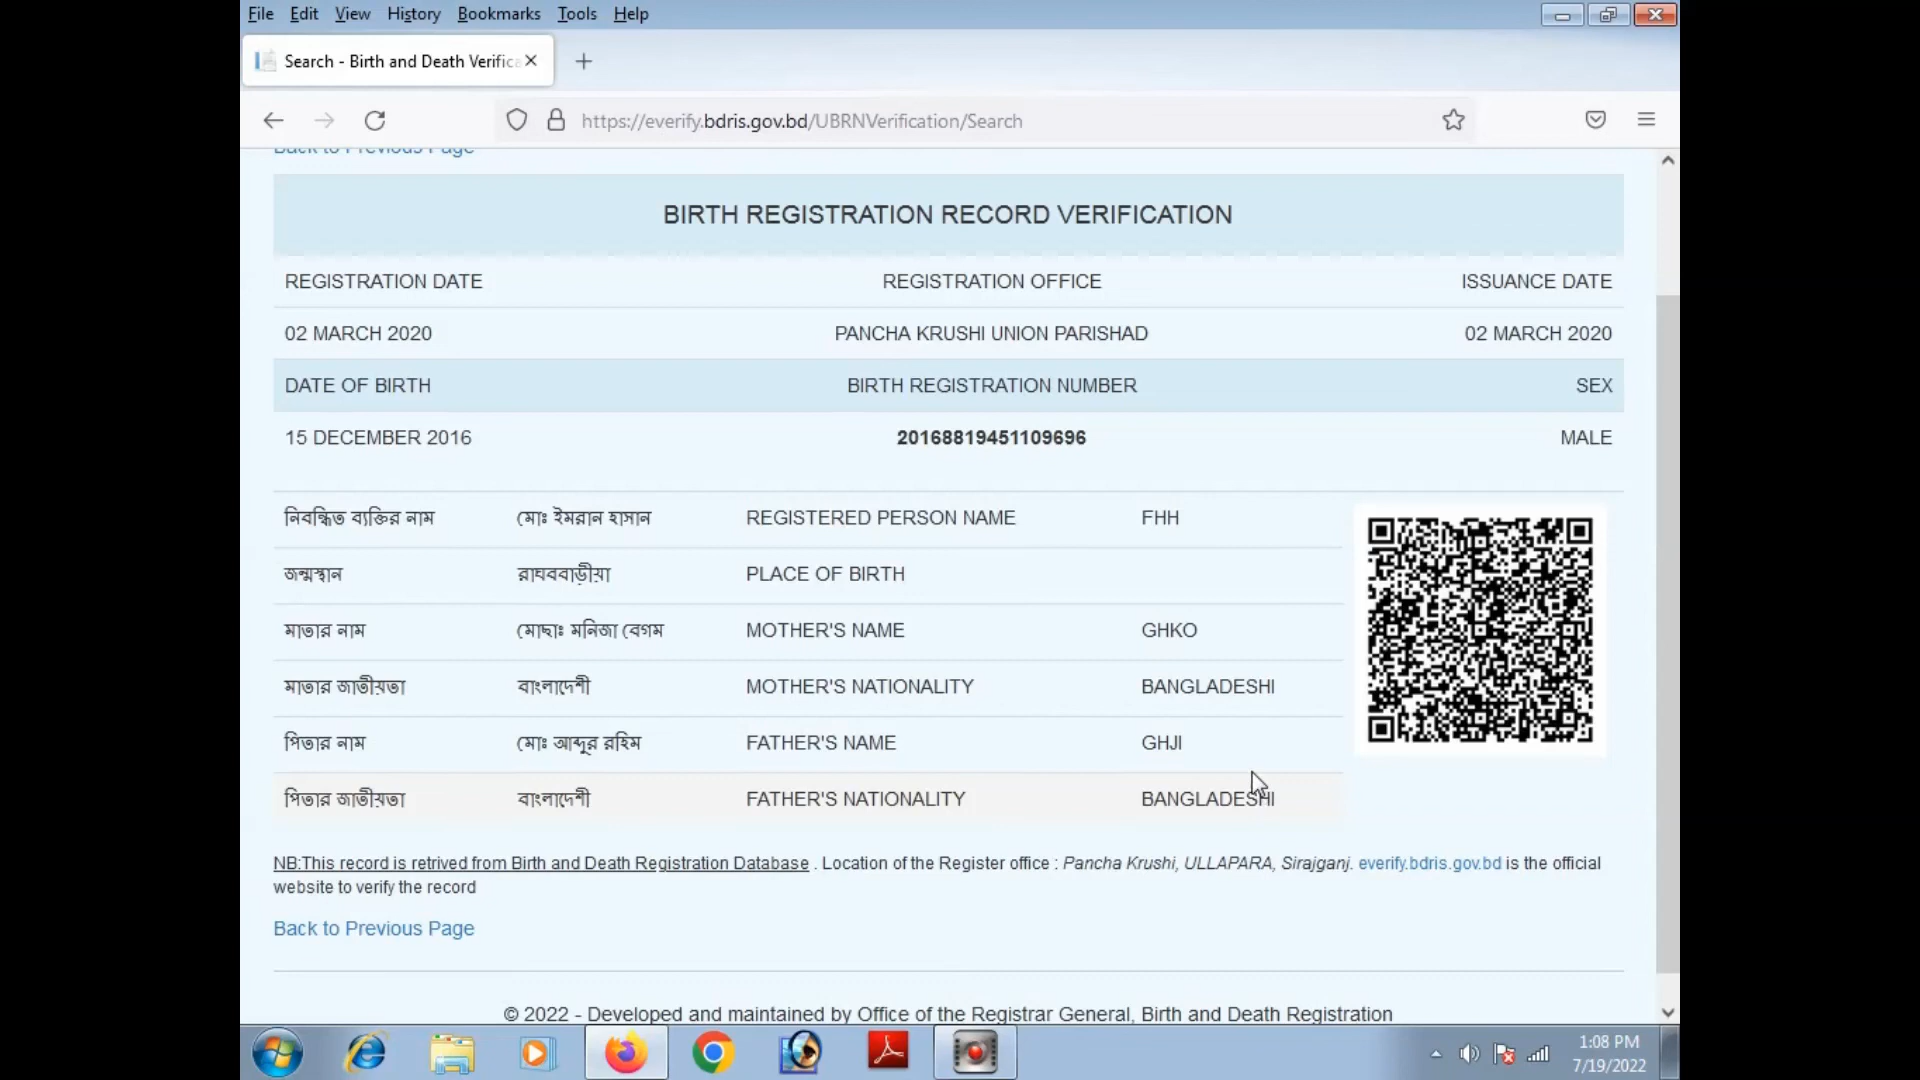 File Edit View History Bookmarks Tools Help
Search - Birth and Death Verific
https://everify.bdris.gov.bd/UBRNVerification/Search
Back to Previous Page
BIRTH REGISTRATION RECORD VERIFICATION
REGISTRATION DATE REGISTRATION OFFICE ISSUANCE DATE
02 MARCH 2020 PANCHA KRUSHI UNION PARISHAD 02 MARCH 2020
DATE OF BIRTH BIRTH REGISTRATION NUMBER SEX
15 DECEMBER 2016 20168819451109696 MALE
নিবন্ধিত ব্যক্তির নাম মোঃ ইমরান হাসান REGISTERED PERSON NAME FHH
জন্মস্থান রাঘববাড়ীয়া PLACE OF BIRTH
মাতার নাম মোছাঃ মনিজা বেগম MOTHER'S NAME GHKO
মাতার জাতীয়তা বাংলাদেশী MOTHER'S NATIONALITY BANGLADESHI
পিতার নাম মোঃ আব্দুর রহিম FATHER'S NAME GHJI
পিতার জাতীয়তা বাংলাদেশী FATHER'S NATIONALITY BANGLADESHI
NB:This record is retrived from Birth and Death Registration Database . Location of the Register office : Pancha Krushi, ULLAPARA, Sirajganj. everify.bdris.gov.bd is the official
website to verify the record
Back to Previous Page
© 2022 - Developed and maintained by Office of the Registrar General, Birth and Death Registration
1:08 PM
7/19/2022